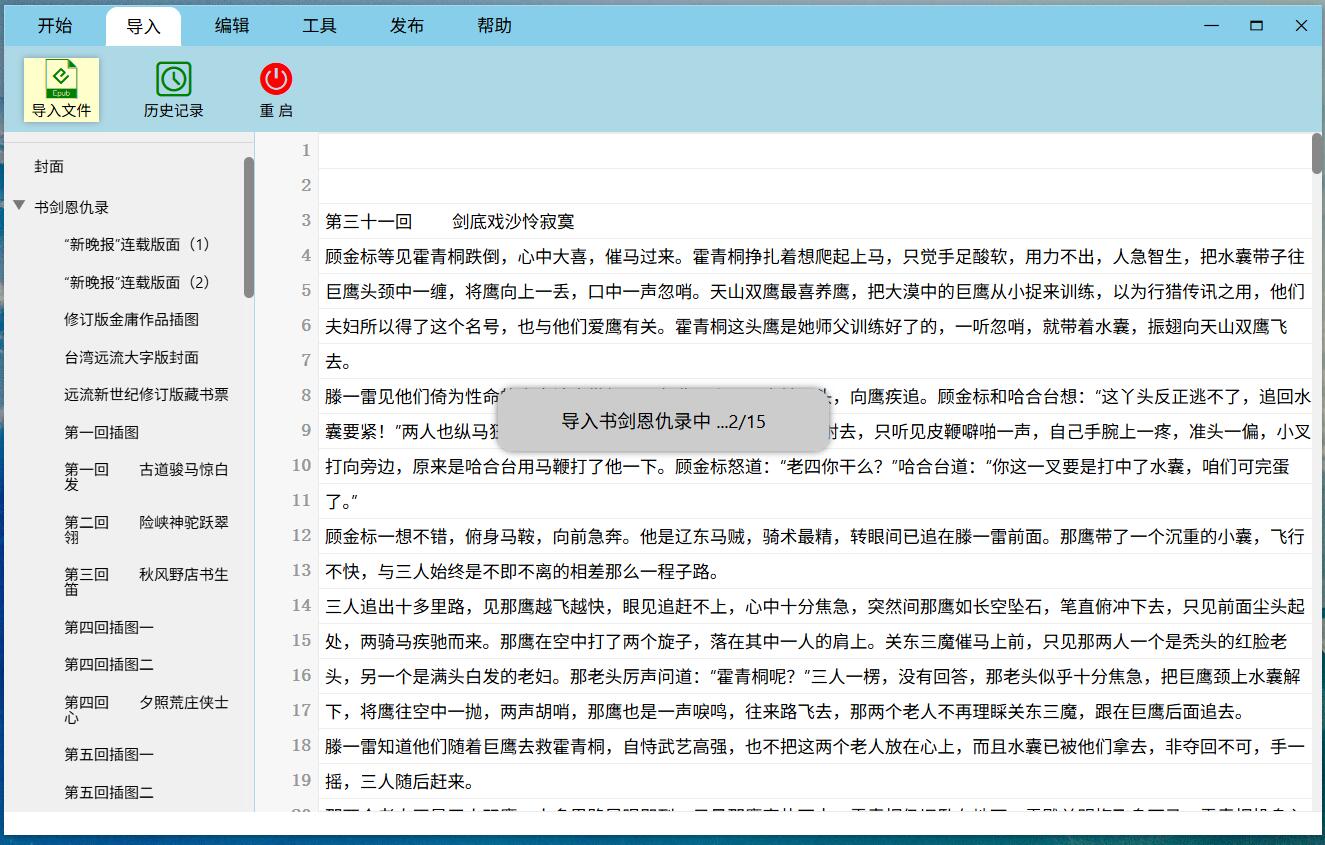 开始 导入 编辑 工具 发布 帮助
Epub
导入文件 历史记录 重启
封面
书剑恩仇录
“新晚报”连载版面（1）
“新晚报”连载版面（2）
修订版金庸作品插图
台湾远流大字版封面
远流新世纪修订版藏书票
第一回插图
第一回 古道骏马惊白
发
第二回 险峡神驼跃翠
翎
第三回 秋风野店书生
笛
第四回插图一
第四回插图二
第四回 夕照荒庄侠士
心
第五回插图一
第五回插图二
1
2
3 第三十一回 剑底戏沙怜寂寞
4 顾金标等见霍青桐跌倒，心中大喜，催马过来。霍青桐挣扎着想爬起上马，只觉手足酸软，用力不出，人急智生，把水囊带子往
5 巨鹰头颈中一缠，将鹰向上一丢，口中一声忽哨。天山双鹰最喜养鹰，把大漠中的巨鹰从小捉来训练，以为行猎传讯之用，他们
6 夫妇所以得了这个名号，也与他们爱鹰有关。霍青桐这头鹰是她师父训练好了的，一听忽哨，就带着水囊，振翅向天山双鹰飞
7 去。
8 滕一雷见他们倚为性命 ，向鹰疾追。顾金标和哈合台想：“这丫头反正逃不了，追回水
9 囊要紧！”两人也纵马 去，只听见皮鞭噼啪一声，自己手腕上一疼，准头一偏，小叉
导入书剑恩仇录中 ...2/15
10 打向旁边，原来是哈合台用马鞭打了他一下。顾金标怒道：“老四你干么？”哈合台道：“你这一叉要是打中了水囊，咱们可完蛋
11 了。”
12 顾金标一想不错，俯身马鞍，向前急奔。他是辽东马贼，骑术最精，转眼间已追在滕一雷前面。那鹰带了一个沉重的小囊，飞行
13 不快，与三人始终是不即不离的相差那么一程子路。
14 三人追出十多里路，见那鹰越飞越快，眼见追赶不上，心中十分焦急，突然间那鹰如长空坠石，笔直俯冲下去，只见前面尘头起
15 处，两骑马疾驰而来。那鹰在空中打了两个旋子，落在其中一人的肩上。关东三魔催马上前，只见那两人一个是秃头的红脸老
16 头，另一个是满头白发的老妇。那老头厉声问道：“霍青桐呢？”三人一楞，没有回答，那老头似乎十分焦急，把巨鹰颈上水囊解
17 下，将鹰往空中一抛，两声胡哨，那鹰也是一声唳鸣，往来路飞去，那两个老人不再理睬关东三魔，跟在巨鹰后面追去。
18 滕一雷知道他们随着巨鹰去救霍青桐，自恃武艺高强，也不把这两个老人放在心上，而且水囊已被他们拿去，非夺回不可，手一
19 摇，三人随后赶来。